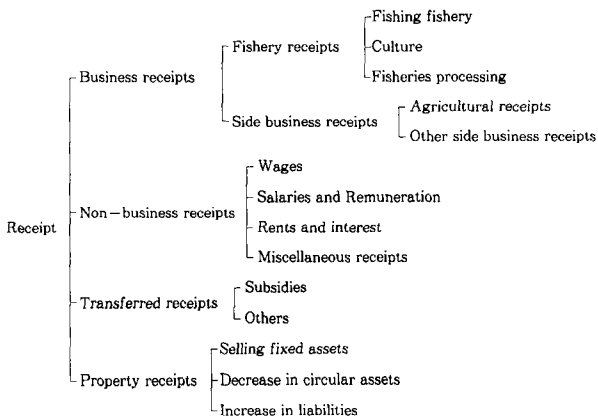 Fishing fishery
Fishery receipts
Culture
Business receipts
Fisheries processing
Side business receipts
Agricultural receipts
Other side business receipts
Wages
Salaries and Remuneration
Non-business receipts
Rents and interest
Receipt
Miscellaneous receipts
Subsidies
Transferred receipts
Others
Selling fixed assets
Property receipts
Decrease in circular assets
Increase in liabilities